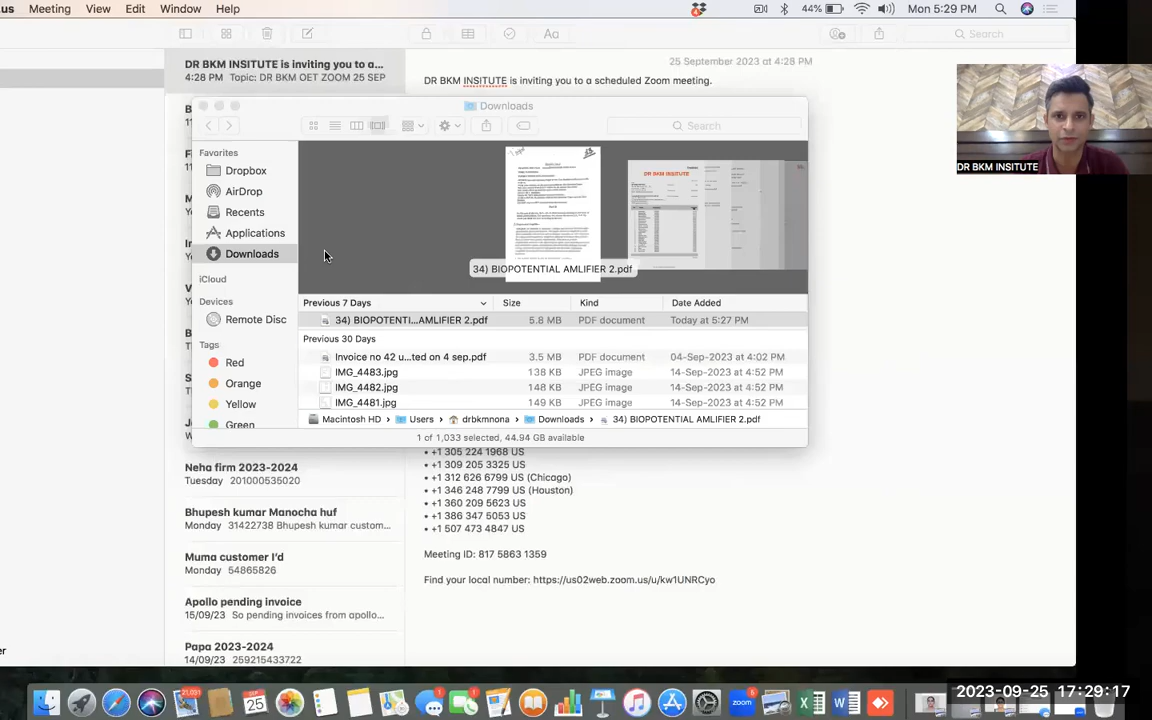 .us Meeting View Edit Window Help
44% Mon 5:29 PM
Aa
Search
DR BKM INSITUTE is inviting you to a...
4:28 PM Topic: DR BKM OET ZOOM 25 SEP
25 September 2023 at 4:28 PM
DR BKM INSITUTE is inviting you to a scheduled Zoom meeting.
DR BKM INSITUTE
Downloads
Search
Favorites
Dropbox
AirDrop
Recents
Applications
Downloads
iCloud
Devices
Remote Disc
Tags
Red
Orange
Yellow
Green
DR BKM INSITUTE
34) BIOPOTENTIAL AMLIFIER 2.pdf
Previous 7 Days Size Kind Date Added
34) BIOPOTENTI...AMLIFIER 2.pdf 5.8 MB PDF document Today at 5:27 PM
Previous 30 Days
Invoice no 42 u...ted on 4 sep.pdf 3.5 MB PDF document 04-Sep-2023 at 4:02 PM
IMG_4483.jpg 138 KB JPEG image 14-Sep-2023 at 4:52 PM
IMG_4482.jpg 148 KB JPEG image 14-Sep-2023 at 4:52 PM
IMG_4481.jpg 149 KB JPEG image 14-Sep-2023 at 4:52 PM
Macintosh HD Users drbkmnona Downloads 34) BIOPOTENTIAL AMLIFIER 2.pdf
1 of 1,033 selected, 44.94 GB available
• +1 305 224 1968 US
• +1 309 205 3325 US
• +1 312 626 6799 US (Chicago)
• +1 346 248 7799 US (Houston)
• +1 360 209 5623 US
• +1 386 347 5053 US
• +1 507 473 4847 US
Meeting ID: 817 5863 1359
Find your local number: https://us02web.zoom.us/u/kw1UNRCyo
Neha firm 2023-2024
Tuesday 201000535020
Bhupesh kumar Manocha huf
Monday 31422738 Bhupesh kumar custom...
Muma customer I'd
Monday 54865826
Apollo pending invoice
15/09/23 So pending invoices from apollo...
Papa 2023-2024
14/09/23 259215433722
er
21,031
SEP
25
zoom
2023-09-25 17:29:17